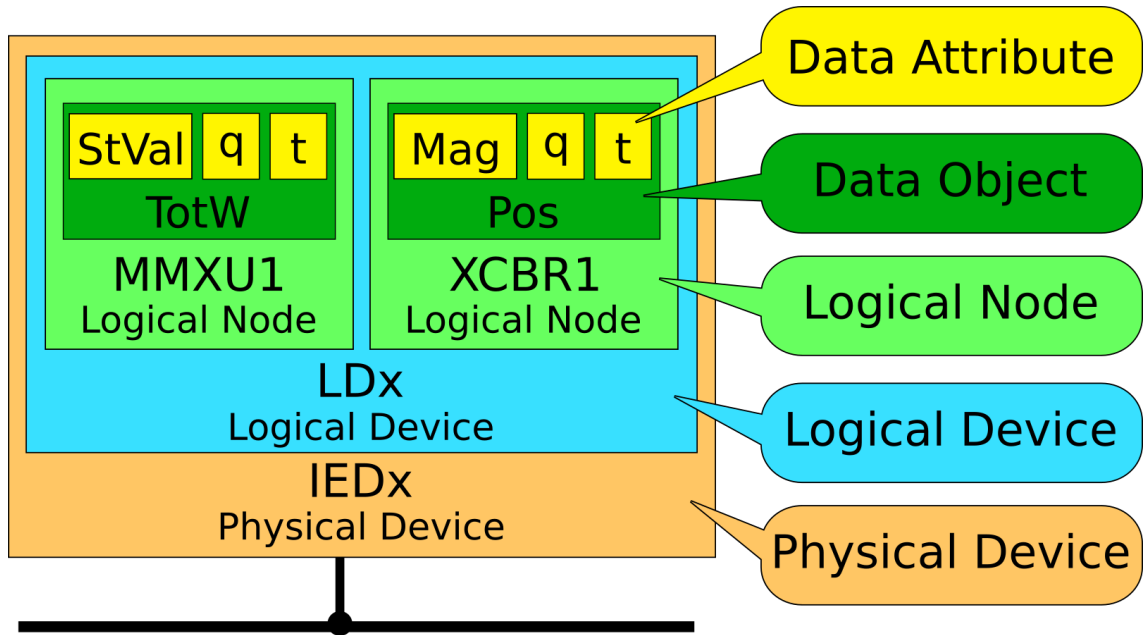 Data Attribute
StVal q t
Mag q t
TotW
Pos
Data Object
MMXU1
Logical Node
XCBR1
Logical Node
Logical Node
LDx
Logical Device
Logical Device
IEDx
Physical Device
Physical Device